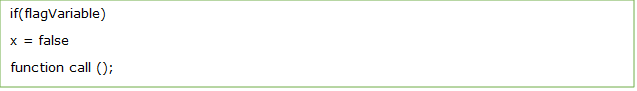 if(flagVariable)
x = false
function call ();